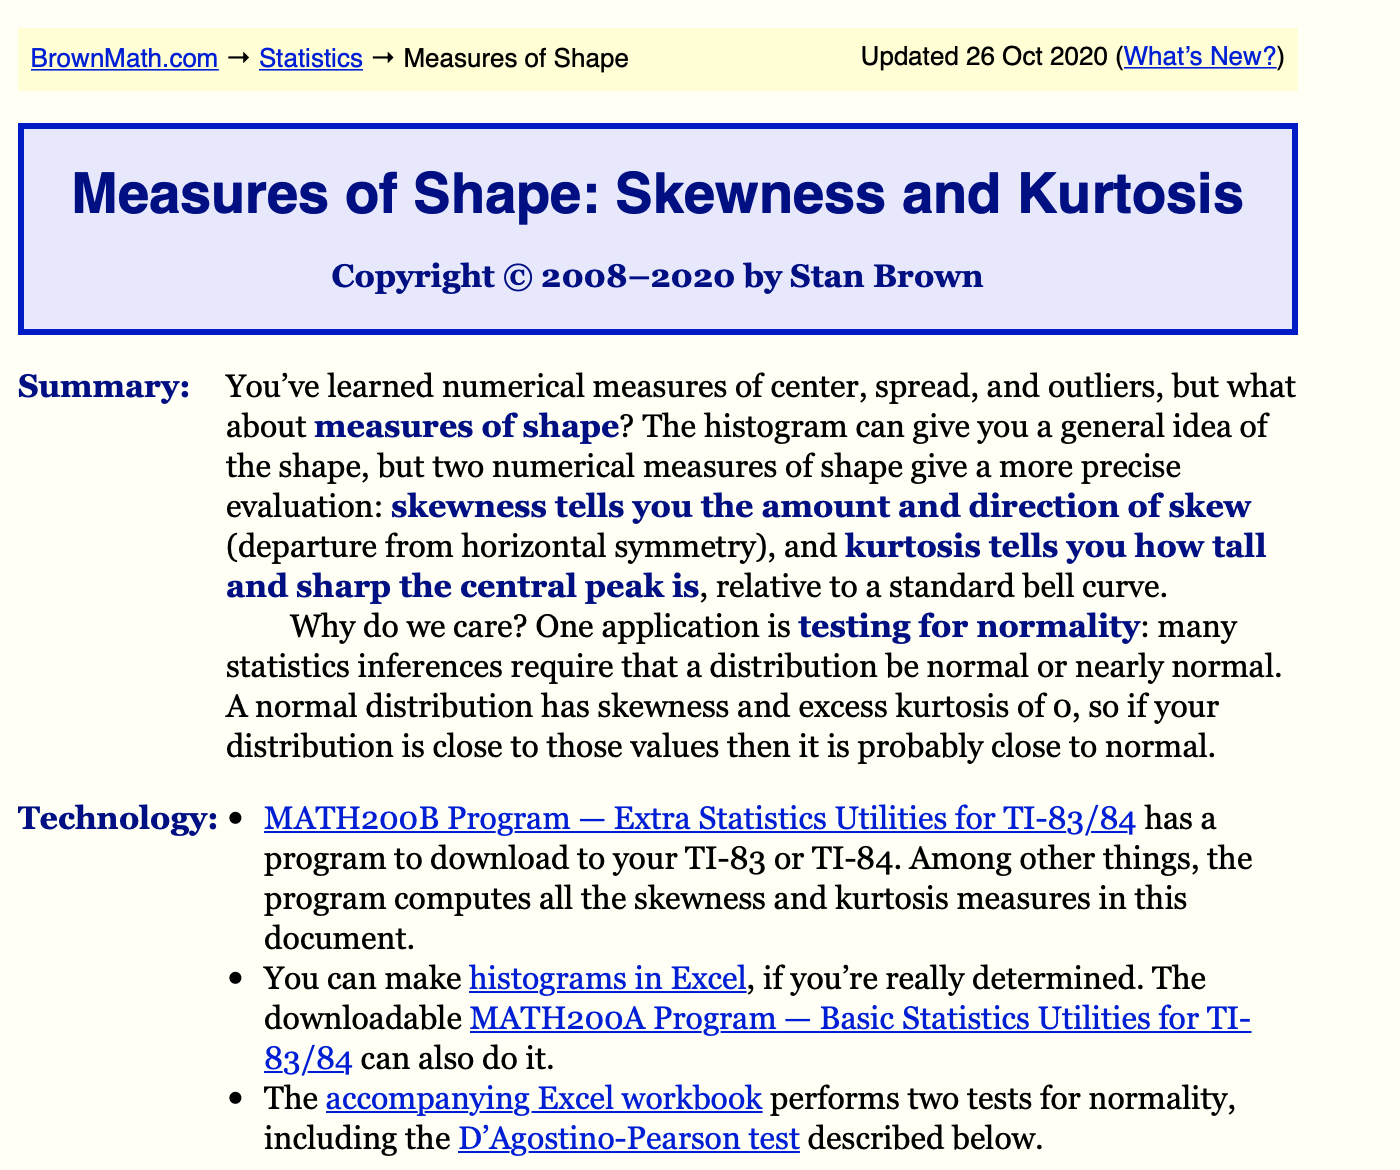 BrownMath.com → Statistics → Measures of Shape
Updated 26 Oct 2020 (What’s New?)
Measures of Shape: Skewness and Kurtosis
Copyright © 2008–2020 by Stan Brown
Summary:
You’ve learned numerical measures of center, spread, and outliers, but what
about measures of shape? The histogram can give you a general idea of
the shape, but two numerical measures of shape give a more precise
evaluation: skewness tells you the amount and direction of skew
(departure from horizontal symmetry), and kurtosis tells you how tall
and sharp the central peak is, relative to a standard bell curve.
Why do we care? One application is testing for normality: many
statistics inferences require that a distribution be normal or nearly normal.
A normal distribution has skewness and excess kurtosis of 0, so if your
distribution is close to those values then it is probably close to normal.
Technology:
• MATH200B Program — Extra Statistics Utilities for TI-83/84 has a
program to download to your TI-83 or TI-84. Among other things, the
program computes all the skewness and kurtosis measures in this
document.
• You can make histograms in Excel, if you’re really determined. The
downloadable MATH200A Program — Basic Statistics Utilities for TI-
83/84 can also do it.
• The accompanying Excel workbook performs two tests for normality,
including the D’Agostino-Pearson test described below.